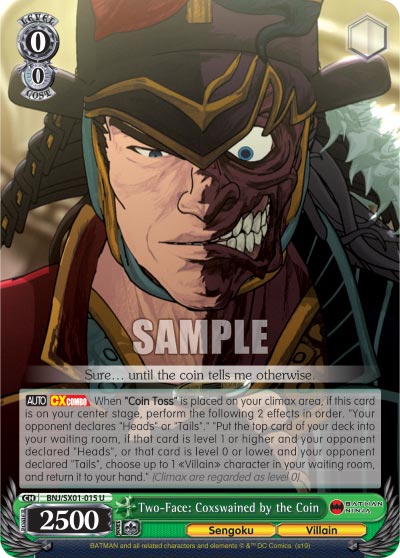 LEVEL
0
0
COST
SAMPLE
Sure... until the coin tells me otherwise.
AUTO CX COMBO When "Coin Toss" is placed on your climax area, if this card
is on your center stage, perform the following 2 effects in order. "Your
opponent declares "Heads" or "Tails"." "Put the top card of your deck into
your waiting room, if that card is level 1 or higher and your opponent
declared "Heads", or that card is level 0 or lower and your opponent
declared "Tails", choose up to 1 «Villain» character in your waiting room,
and return it to your hand." (Climax are regarded as level 0)
CH BNJ/SX01-015 U
POWER
2500
Two-Face: Coxswained by the Coin
BATMAN
NINJA
Sengoku
Villain
BATMAN and all related characters and elements © &™ DC Comics. (s19)